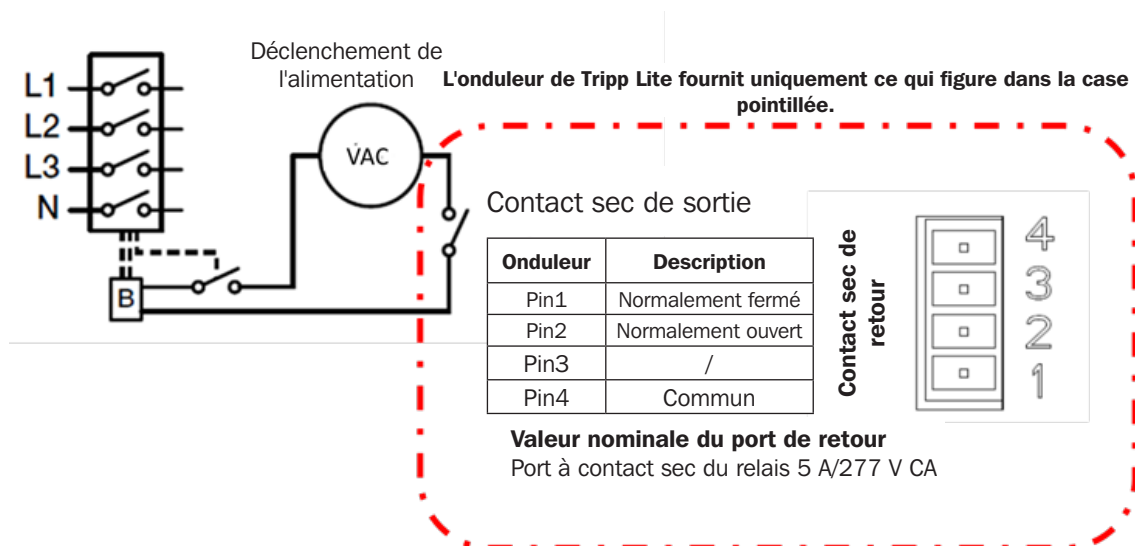 Déclenchement de
l'alimentation
L'onduleur de Tripp Lite fournit uniquement ce qui figure dans la case
pointillée.
L1
L2
L3
N
VAC
B
Contact sec de sortie
Onduleur Description
Pin1 Normalement fermé
Pin2 Normalement ouvert
Pin3 /
Pin4 Commun
Contact sec de
retour
4
3
2
1
Valeur nominale du port de retour
Port à contact sec du relais 5 A/277 V CA